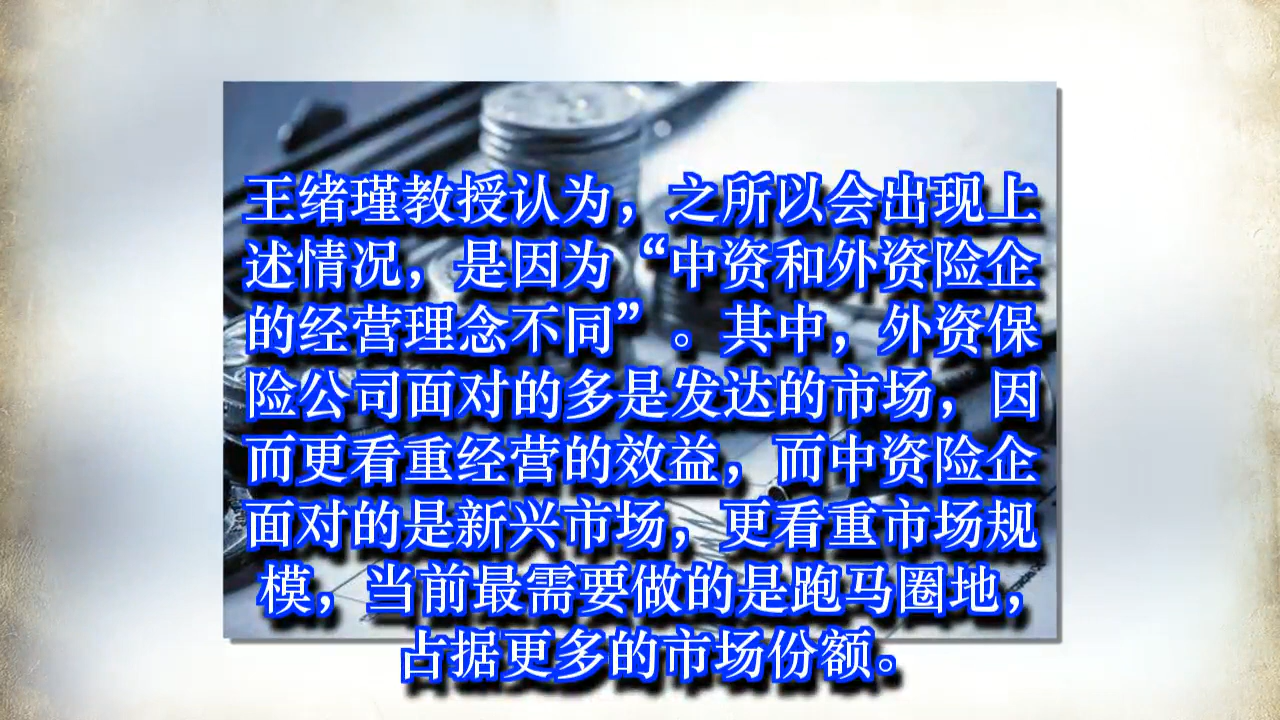 王绪瑾教授认为，之所以会出现上
述情况，是因为“中资和外资险企
的经营理念不同”。其中，外资保
险公司面对的多是发达的市场，因
而更看重经营的效益，而中资险企
面对的是新兴市场，更看重市场规
模，当前最需要做的是跑马圈地，
占据更多的市场份额。